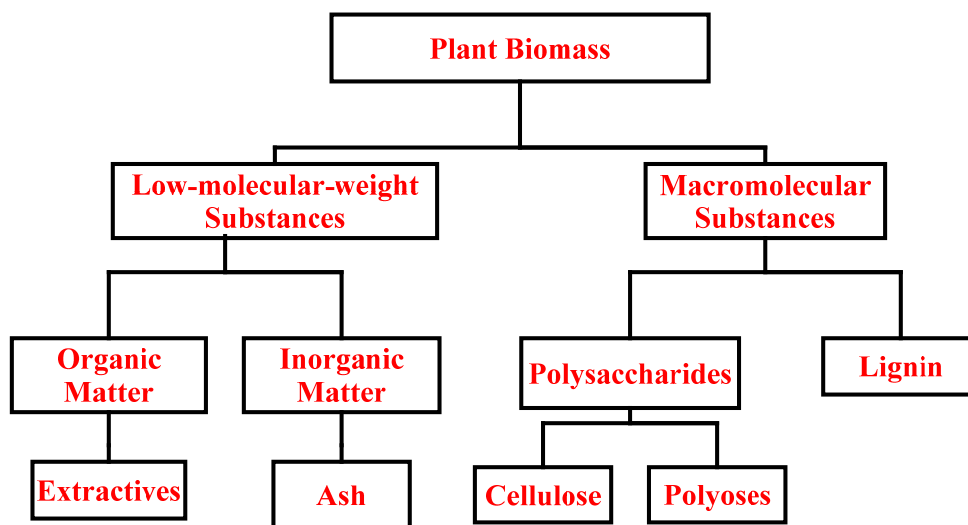 Plant Biomass
Low-molecular-weight
Substances
Macromolecular
Substances
Organic
Matter
Inorganic
Matter
Polysaccharides
Lignin
Extractives
Ash
Cellulose
Polyoses